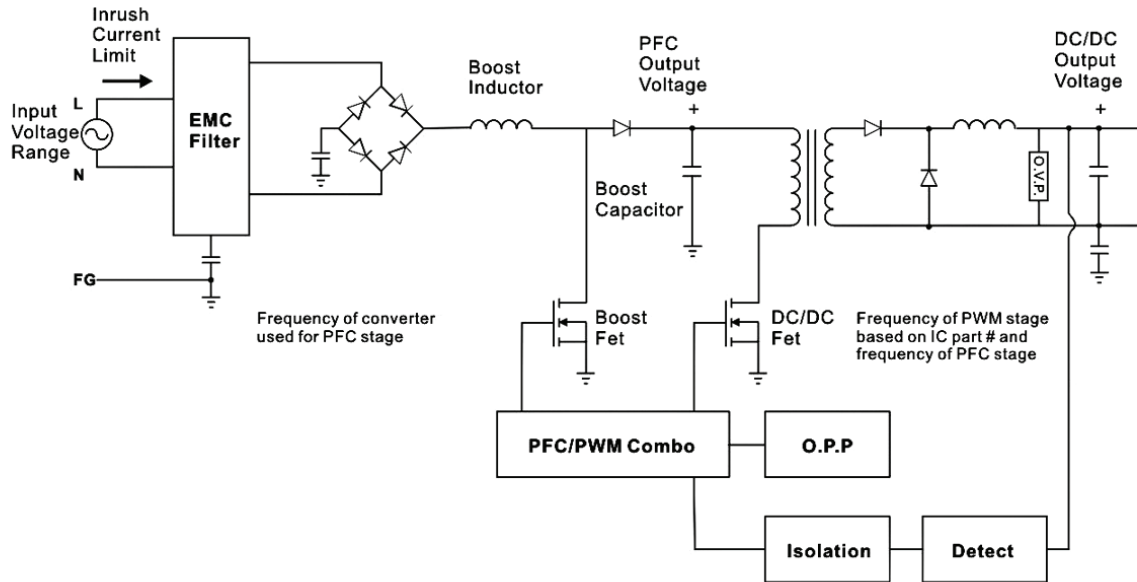 Inrush
Current
Limit
L
Input
Voltage
Range
N
EMC
Filter
FG
Boost
Inductor
PFC
Output
Voltage
+
DC/DC
Output
Voltage
+
Boost
Capacitor
O.V.P.
Frequency of converter
used for PFC stage
Boost
Fet
DC/DC
Fet
Frequency of PWM stage
based on IC part # and
frequency of PFC stage
PFC/PWM Combo
O.P.P
Isolation
Detect